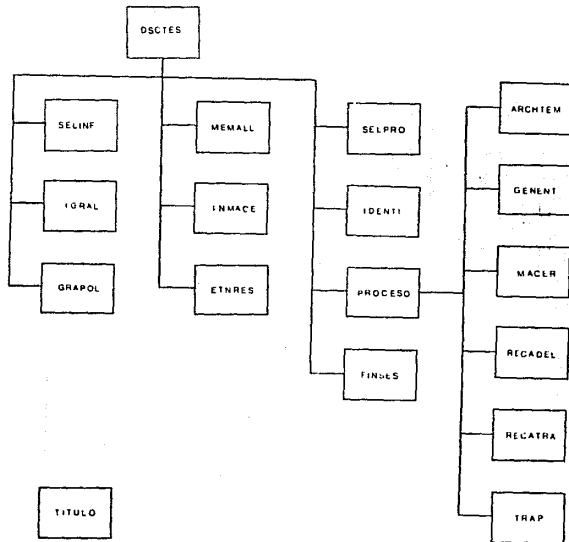 DSCTES
SELINF
IGRAL
GRAPOL
MEMALL
INMACE
ETNRES
SELPRO
IDENTI
PROCESO
FINSES
ARCHTEM
GENENT
MACER
RECADEL
RECATRA
TRAP
TITULO